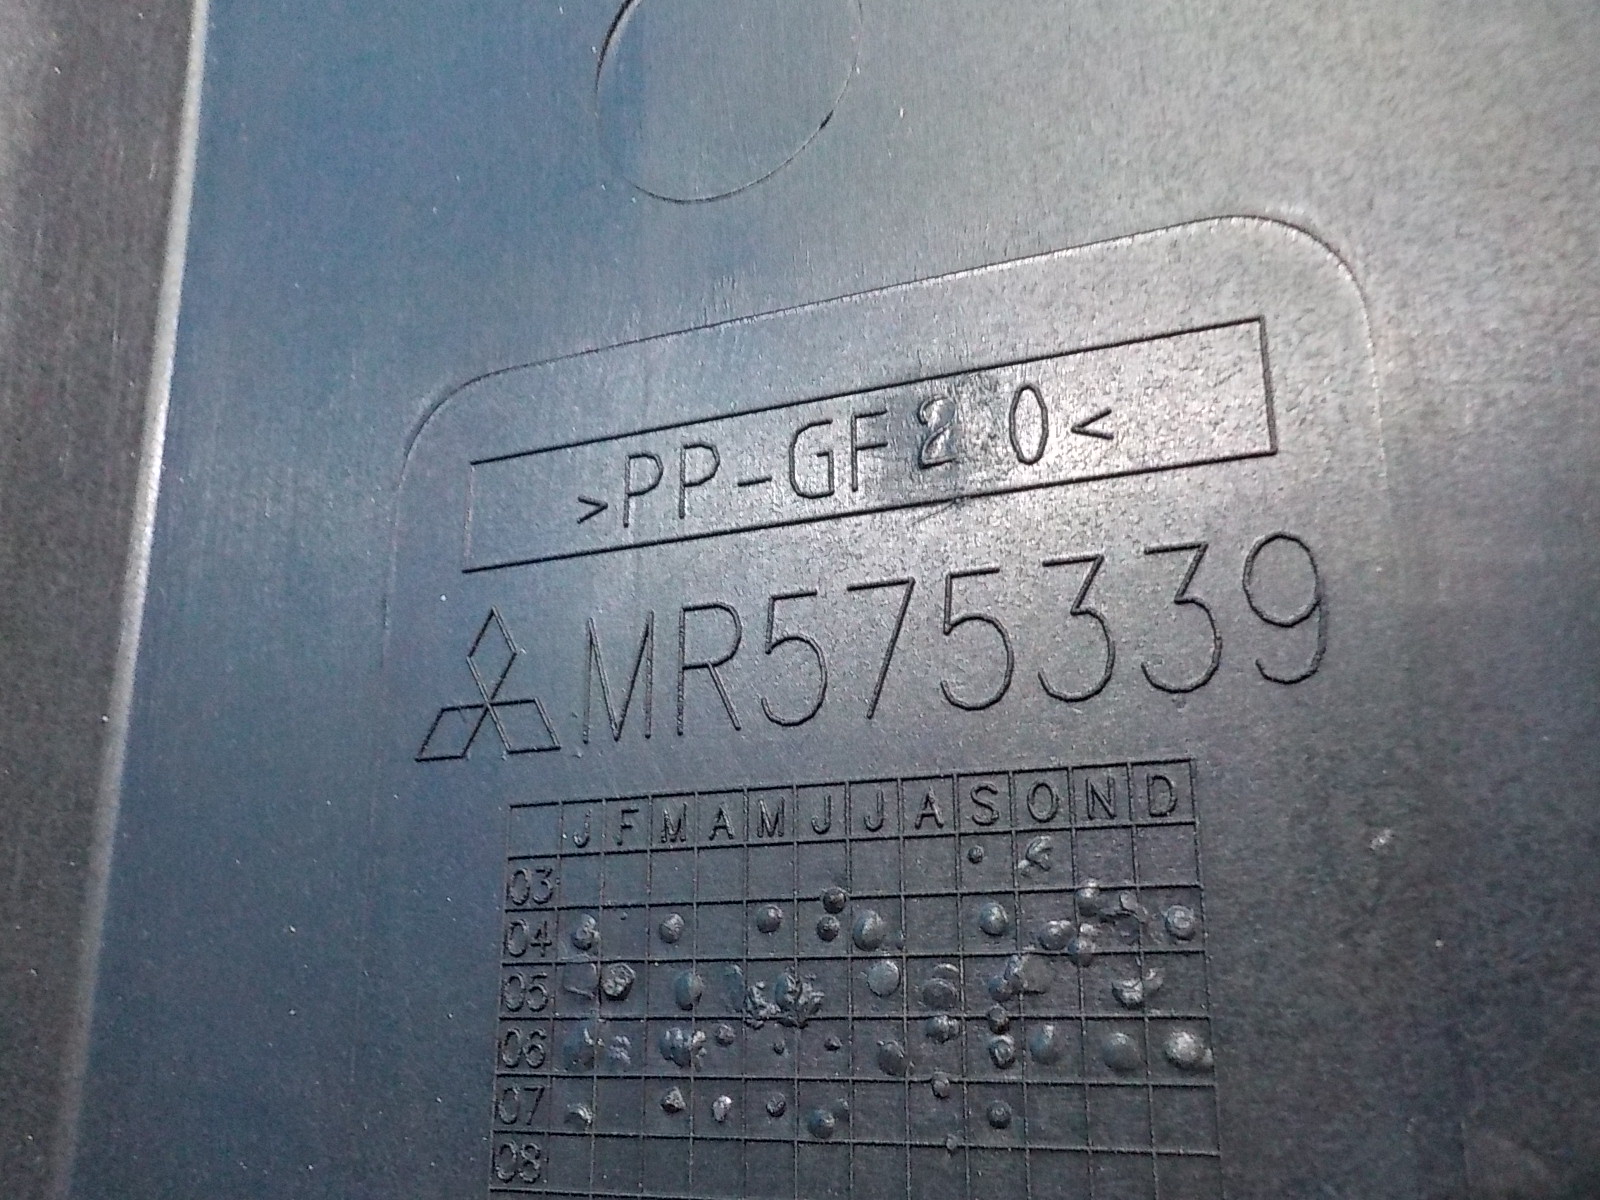 >PP-GF20<
MR575339
J F M A M J J A S O N D
03
04
05
06
07
08